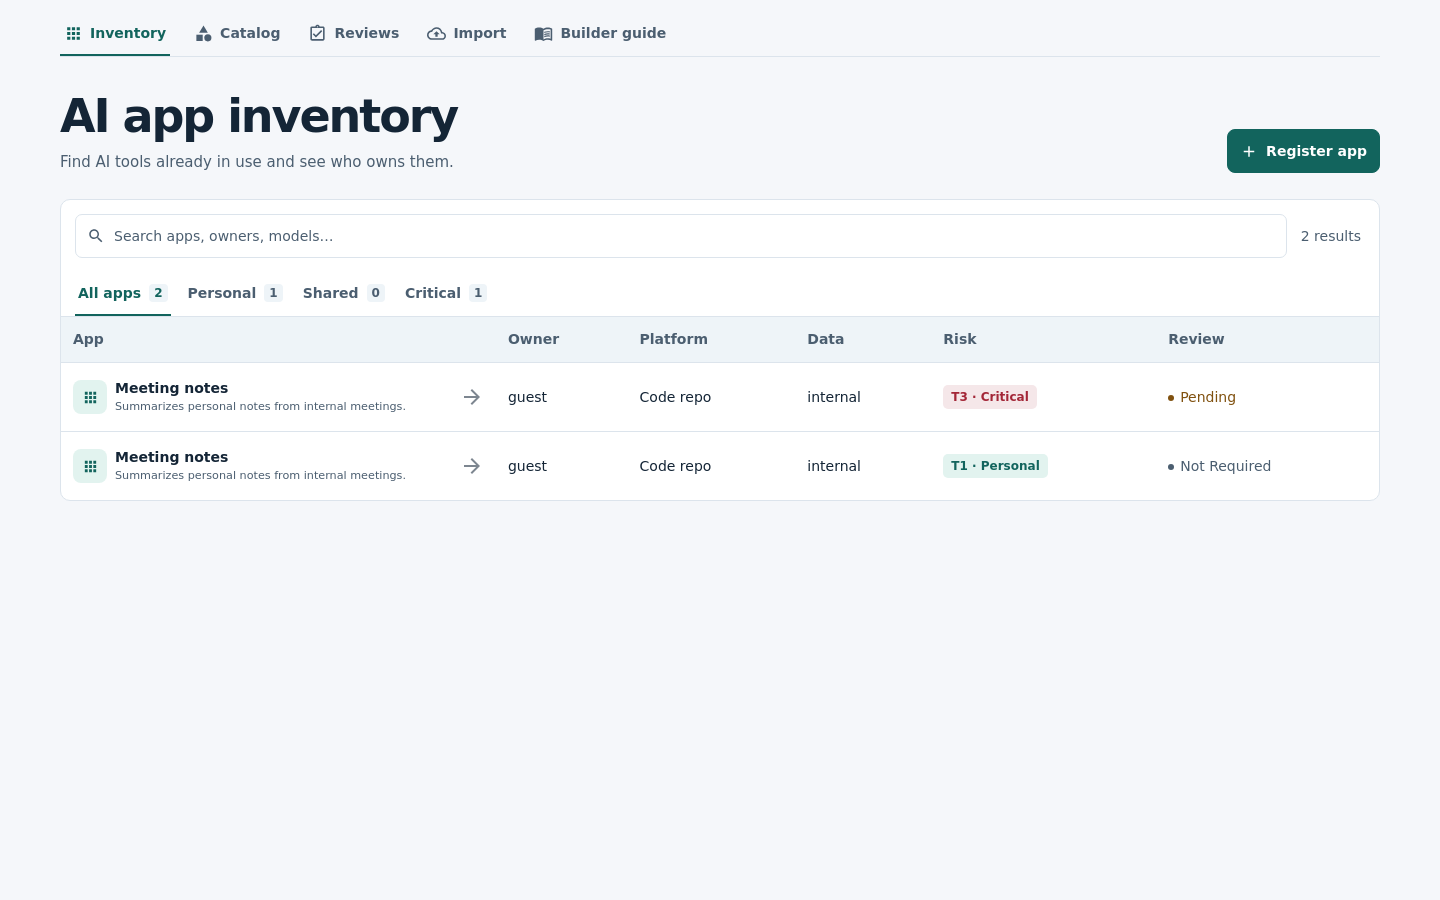 Inventory Catalog Reviews Import Builder guide
AI app inventory
Find AI tools already in use and see who owns them.
Register app
Search apps, owners, models... 2 results
All apps 2 Personal 1 Shared 0 Critical 1
App Owner Platform Data Risk Review
Meeting notes
Summarizes personal notes from internal meetings.
guest Code repo internal T3 · Critical Pending
Meeting notes
Summarizes personal notes from internal meetings.
guest Code repo internal T1 · Personal Not Required